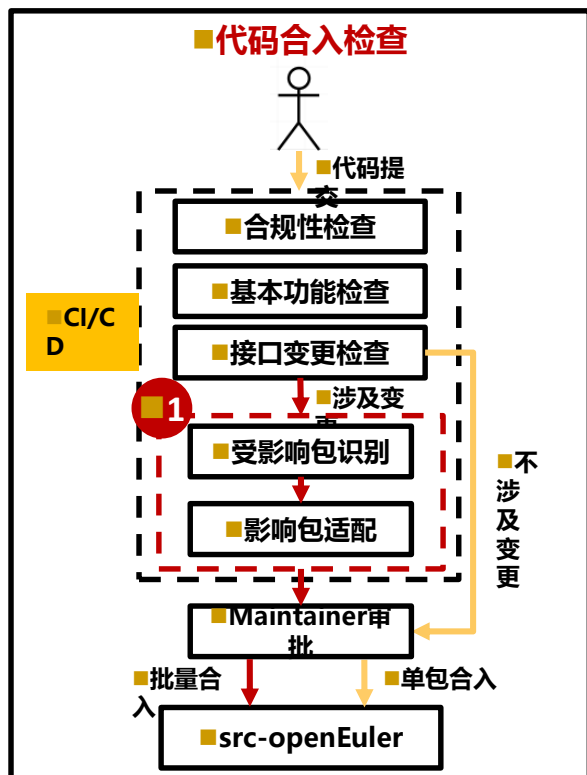 ■代码合入检查
■代码提
交
■合规性检查
■基本功能检查
■CI/C
D
■接口变更检查
■涉及变
更
■1
■受影响包识别
■不
涉
及
变
更
■影响包适配
■Maintainer审
批
■批量合
入
■单包合入
■src-openEuler